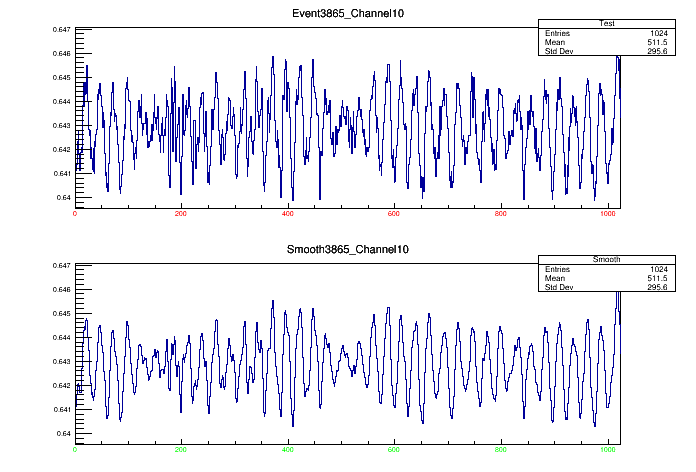 Event3865_Channel10
Test
Entries 1024
Mean 511.5
Std Dev 295.6
0.647
0.646
0.645
0.644
0.643
0.642
0.641
0.64
0 200 400 600 800 1000
Smooth3865_Channel10
Smooth
Entries 1024
Mean 511.5
Std Dev 295.6
0.647
0.646
0.645
0.644
0.643
0.642
0.641
0.64
0 200 400 600 800 1000